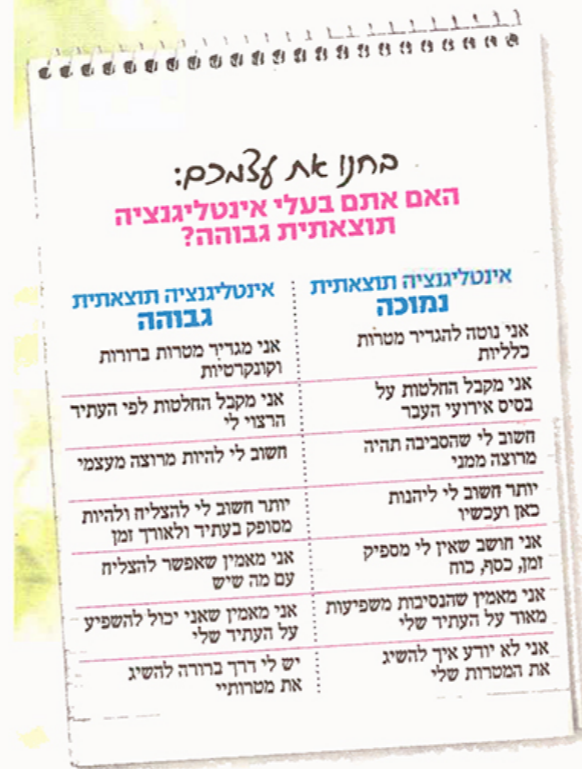 בחנו את עצמכם:
האם אתם בעלי אינטליגנציה
תוצאתית גבוהה?
אינטליגנציה תוצאתית
נמוכה
אינטליגנציה תוצאתית
גבוהה
אני נוטה להגדיר מטרות
כלליות
אני מגדיר מטרות ברורות
וקונקרטיות
אני מקבל החלטות על
בסיס אירועי העבר
אני מקבל החלטות לפי העתיד
הרצוי לי
חשוב לי שהסביבה תהיה
מרוצה ממני
חשוב לי להיות מרוצה מעצמי
יותר חשוב לי ליהנות
כאן ועכשיו
יותר חשוב לי להצליח ולהיות
מסופק בעתיד ולאורך זמן
אני חושב שאין לי מספיק
זמן, כסף, כוח
אני מאמין שאפשר להצליח
עם מה שיש
אני מאמין שהנסיבות משפיעות
מאוד על העתיד שלי
אני מאמין שאני יכול להשפיע
על העתיד שלי
אני לא יודע איך להשיג
את המטרות שלי
יש לי דרך ברורה להשיג
את מטרותיי